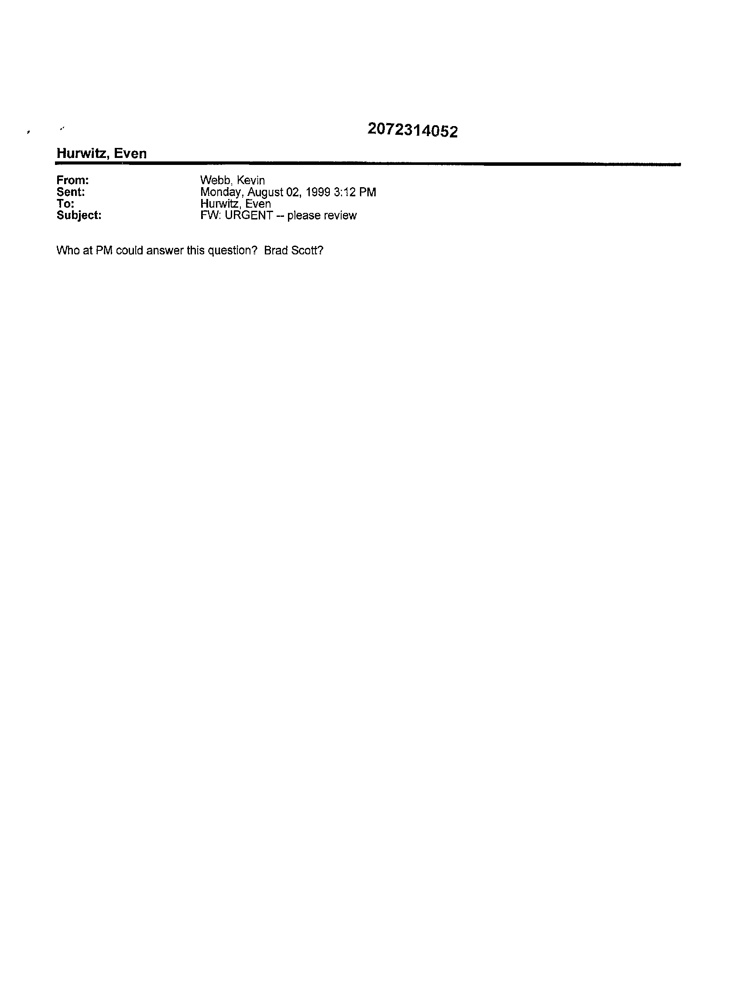 2072314052
Hurwitz, Even
From: Webb, Kevin
Sent: Monday, August 02, 1999 3:12 PM
To: Hurwitz, Even
Subject: FW: URGENT -- please review
Who at PM could answer this question? Brad Scott?